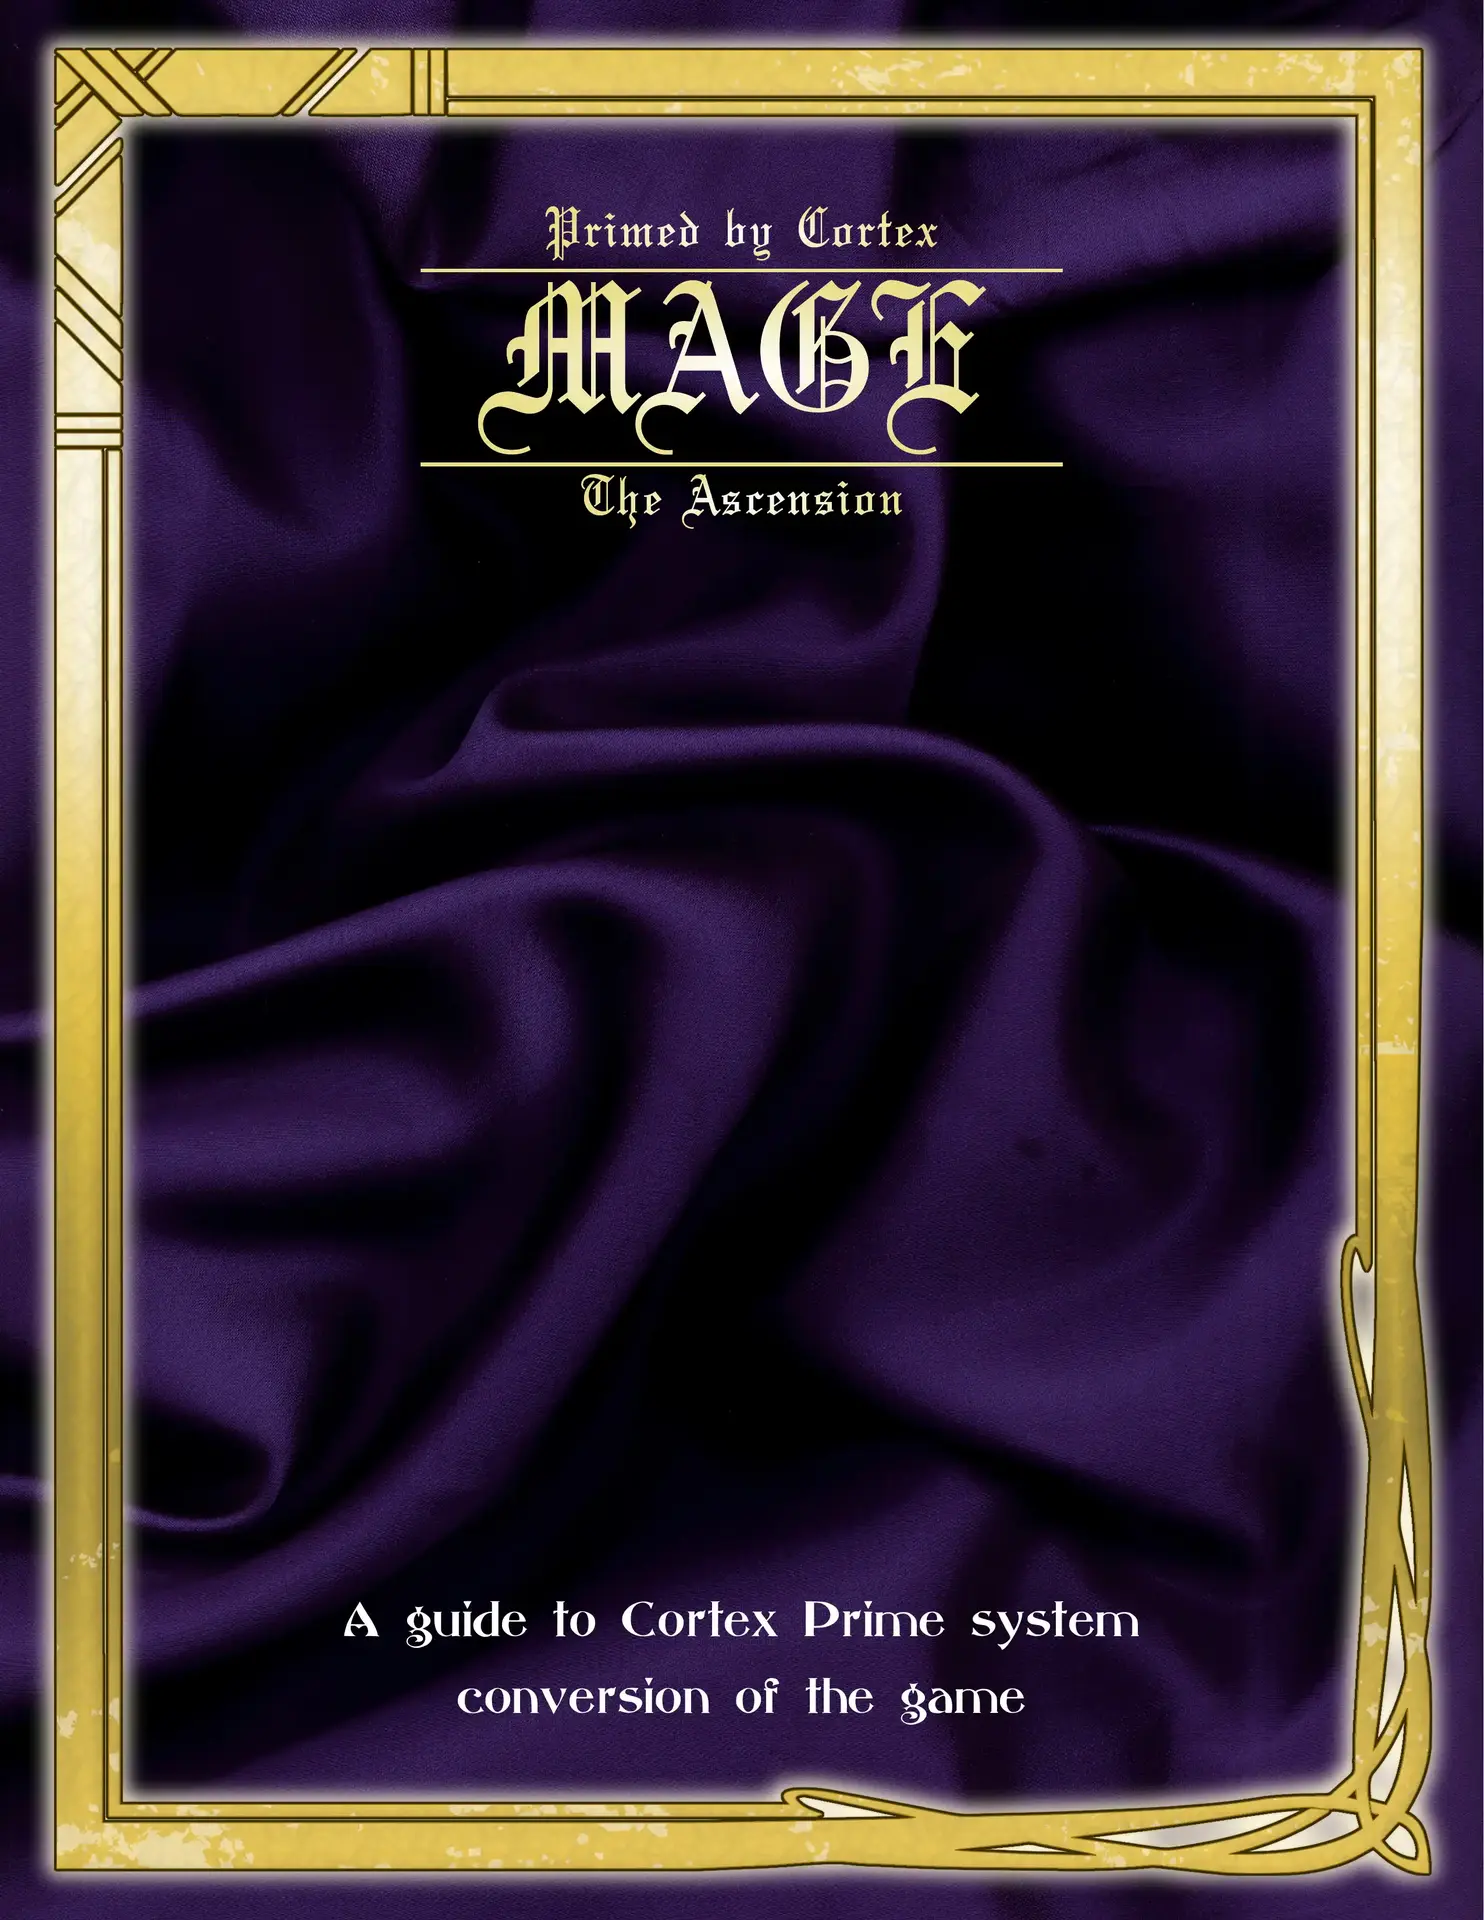 Primed by Cortex
MAGE
The Ascension
A guide to Cortex Prime system
conversion of the game